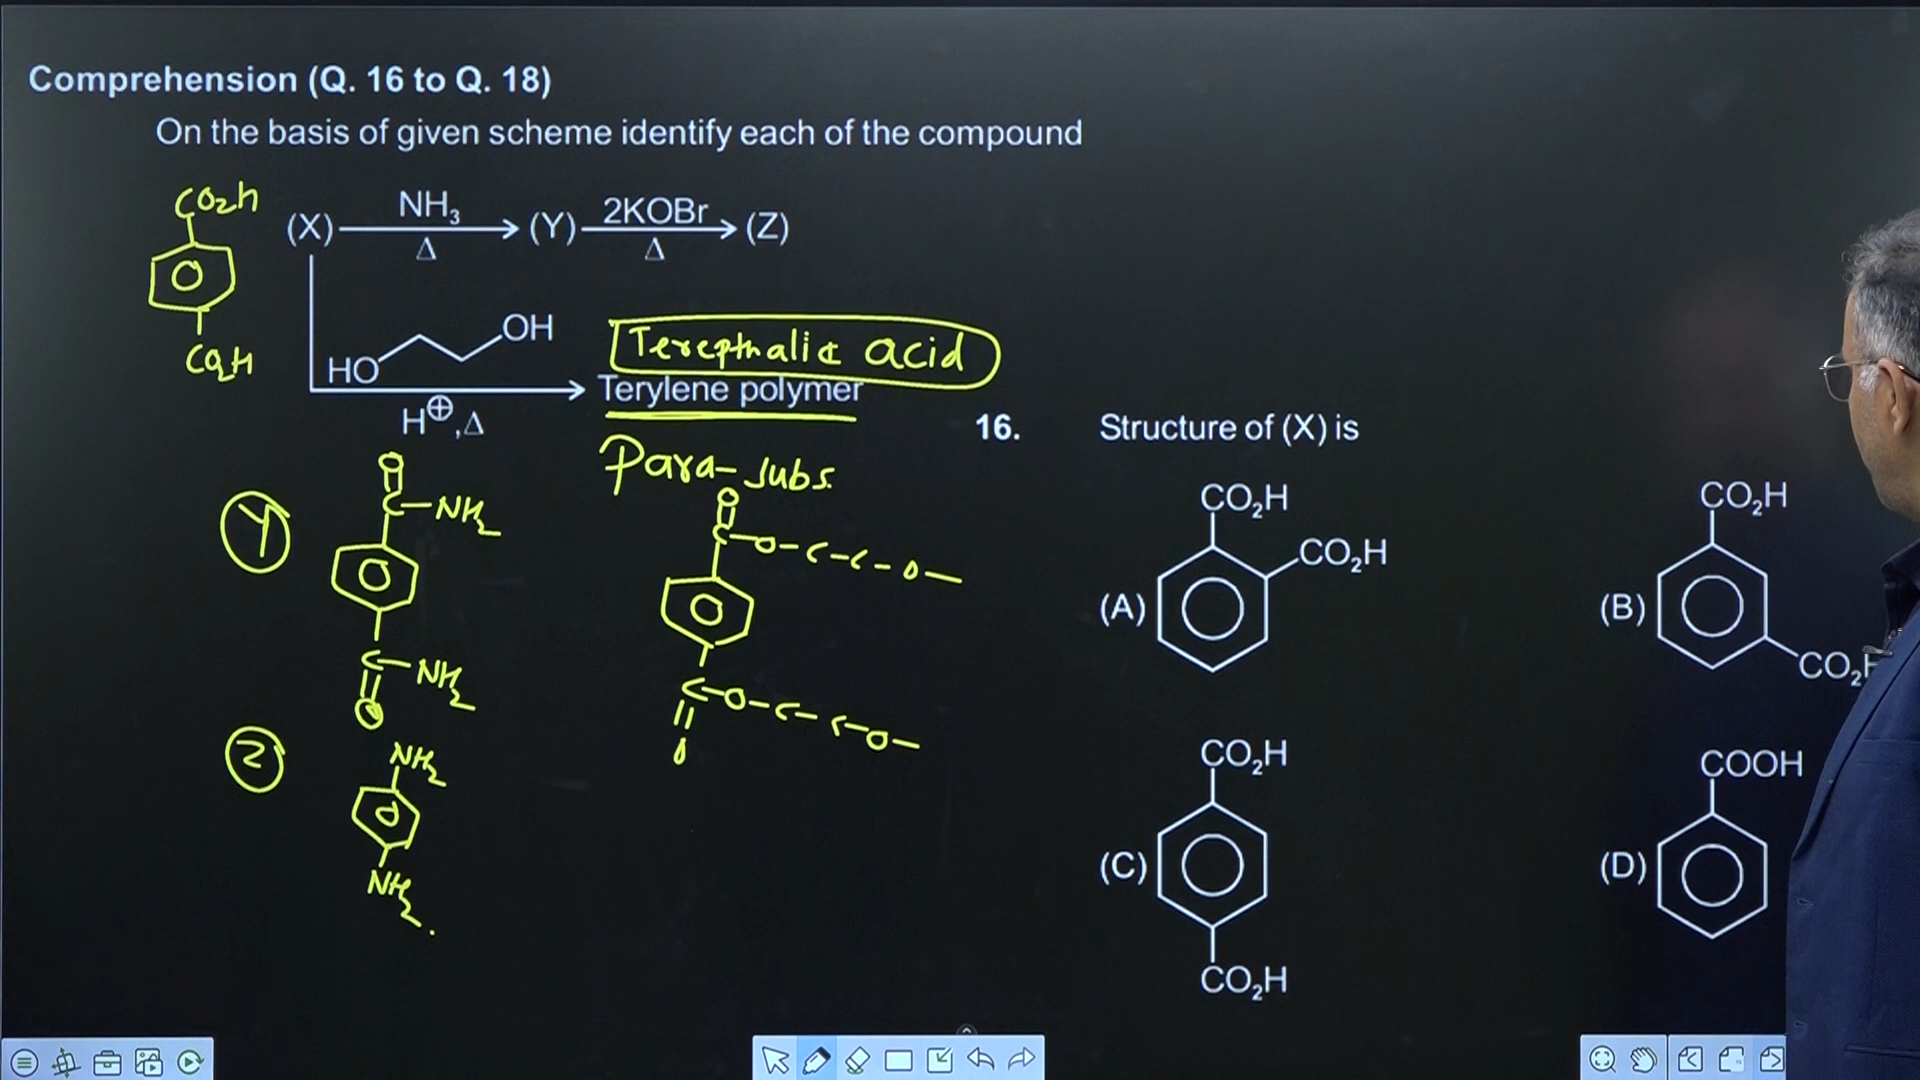 Comprehension (Q. 16 to Q. 18)
On the basis of given scheme identify each of the compound
CO2H
CO2H
(X) NH3 Δ (Y) 2KOBr Δ (Z)
HO OH
H⊕,Δ
Terephalic acid
Terylene polymer
Para-subs.
Y
O
C-NH2
C-NH2
O
O
C-O-C-C-O-
C-O-C-C-O-
O
Z
NH2
NH2.
16. Structure of (X) is
(A) CO2H
CO2H
(B) CO2H
CO2H
(C) CO2H
CO2H
(D) COOH